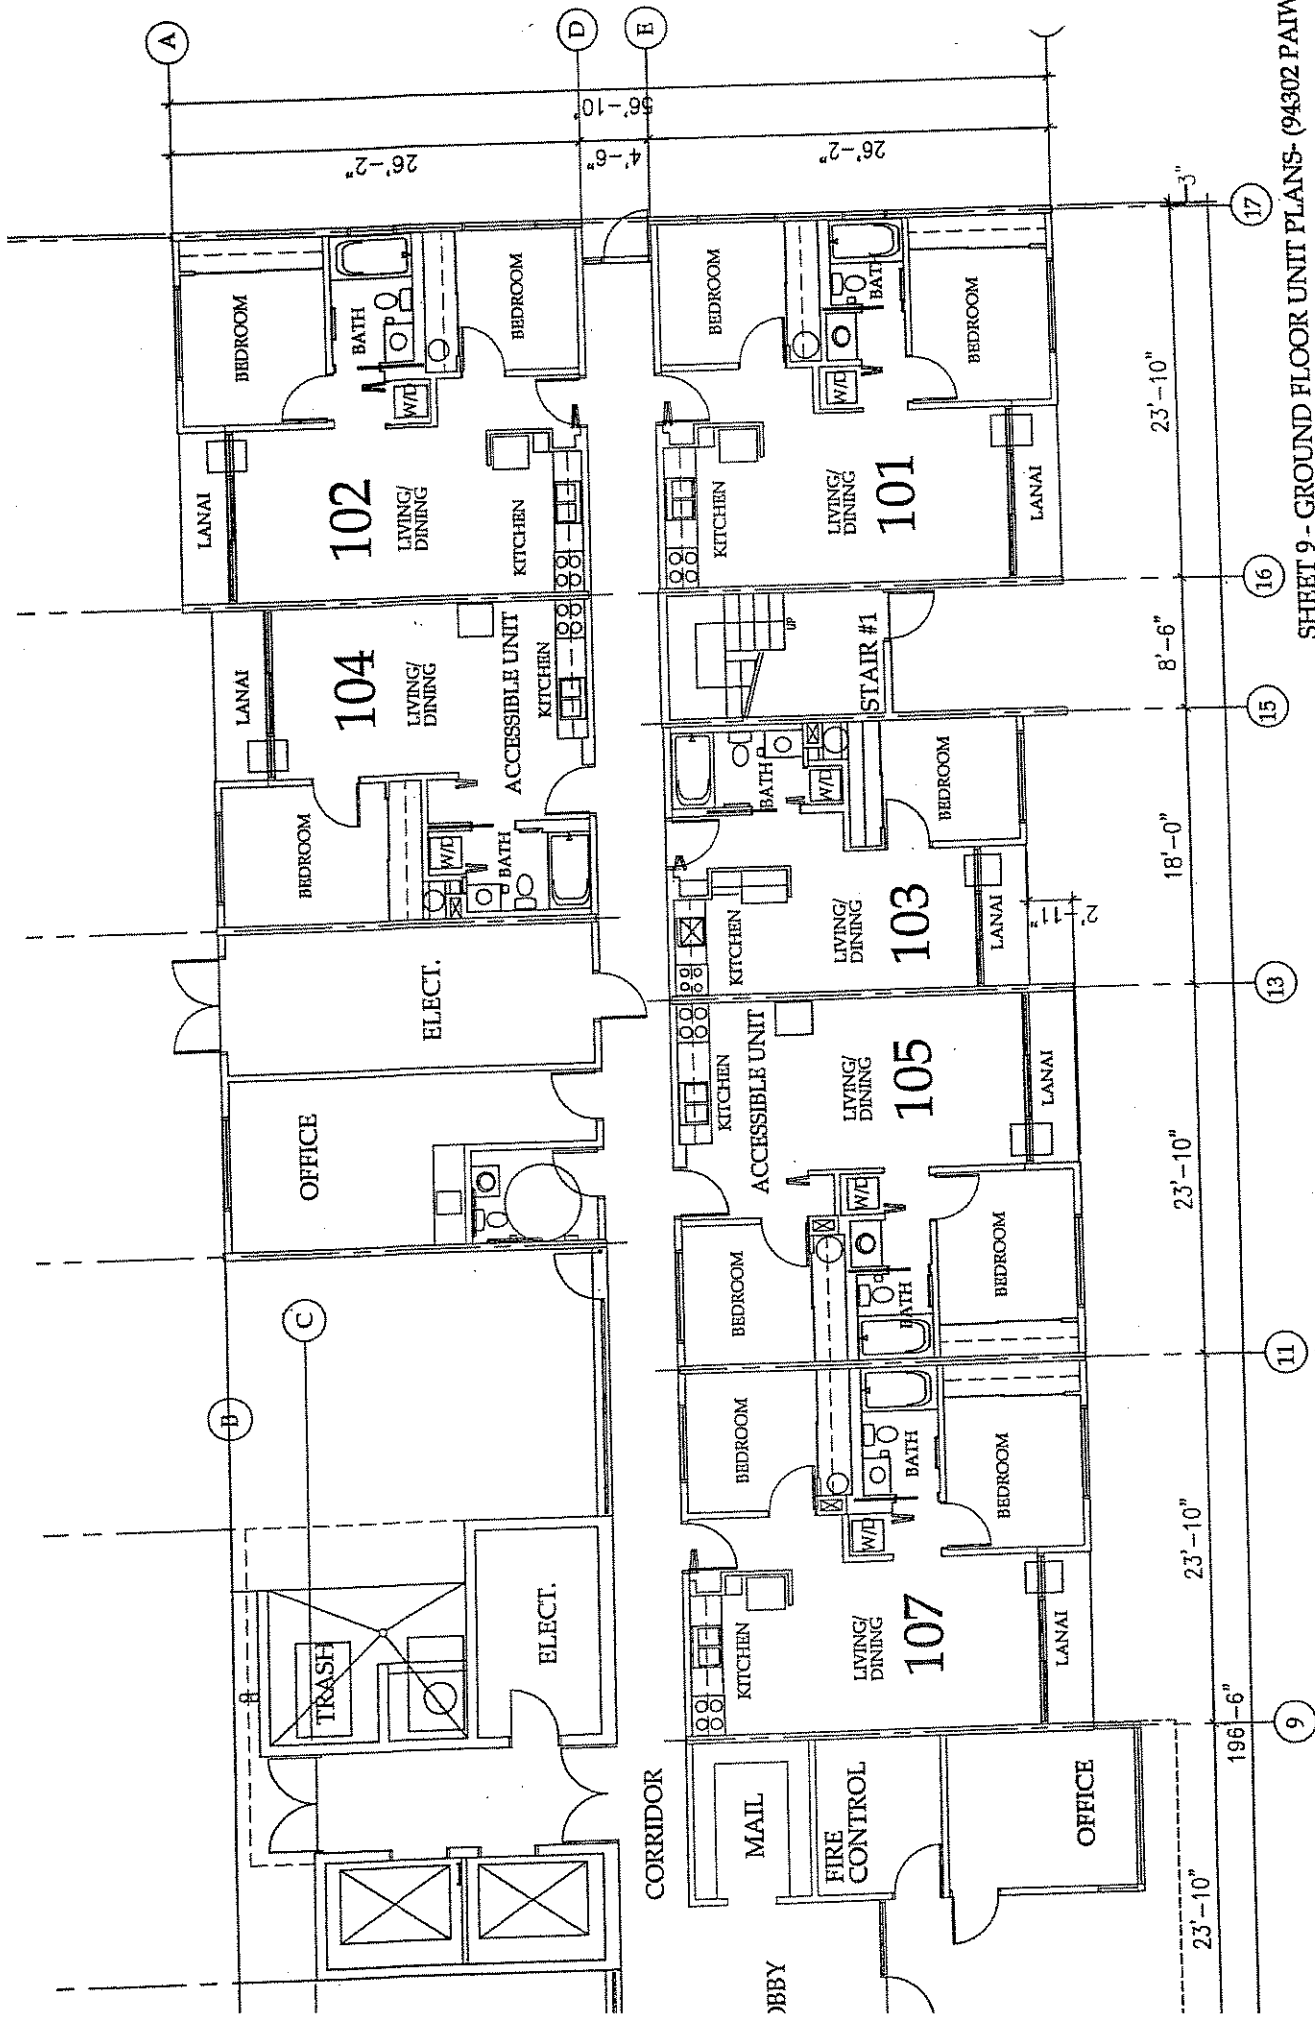 A
D
E
56'-10"
26'-2"
4'-6"
26'-2"
BEDROOM
BATH
BEDROOM
W/D
LANAI
102
LIVING/
DINING
KITCHEN
BEDROOM
BATH
BEDROOM
W/D
KITCHEN
LIVING/
DINING
101
LANAI
LANAI
104
LIVING/
DINING
ACCESSIBLE UNIT
KITCHEN
BEDROOM
W/D
BATH
UP
STAIR #1
BATH
W/D
BEDROOM
KITCHEN
LIVING/
DINING
103
LANAI
2'-11"
ELECT.
OFFICE
KITCHEN
ACCESSIBLE UNIT
LIVING/
DINING
105
LANAI
W/D
BEDROOM
BATH
BEDROOM
C
B
BEDROOM
BATH
BEDROOM
W/D
KITCHEN
LIVING/
DINING
107
LANAI
TRASH
ELECT.
CORRIDOR
MAIL
FIRE
CONTROL
OFFICE
OBBY
23'-10"
8'-6"
18'-0"
23'-10"
23'-10"
23'-10"
3"
196'-6"
17
16
15
13
11
9
SHEET 9 - GROUND FLOOR UNIT PLANS- (94302 PAIW